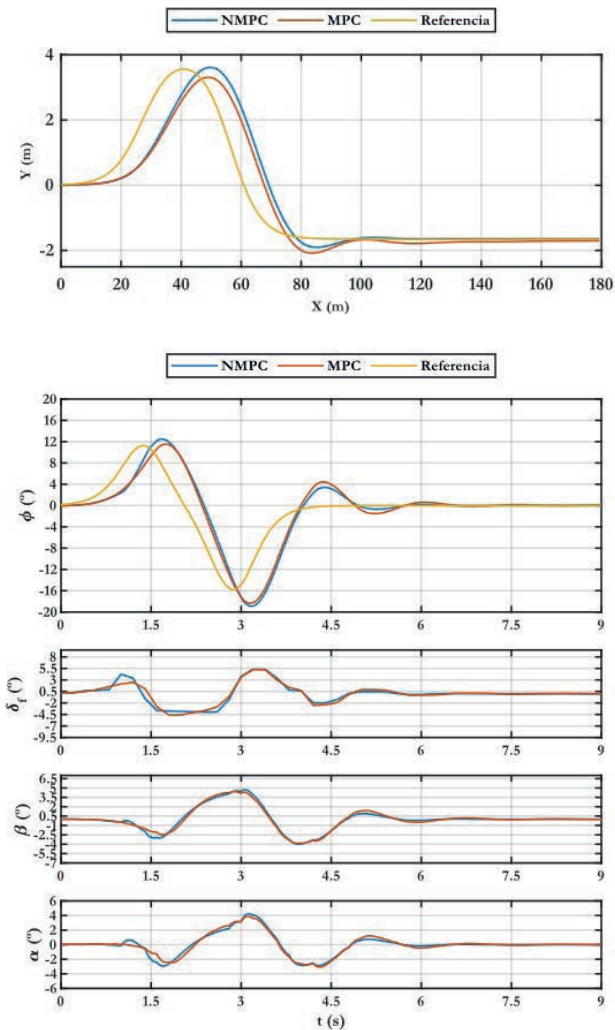 NMPC MPC Referencia
4
2
0
-2
Y (m)
0 20 40 60 80 100 120 140 160 180
X (m)
NMPC MPC Referencia
20
16
12
8
4
0
-4
-8
-12
-16
-20
ϕ (º)
0 1.5 3 4.5 6 7.5 9
8
5.5
3
0.5
-2
-4.5
-7
-9.5
δf (º)
0 1.5 3 4.5 6 7.5 9
6.5
5
3.5
2
0.5
-1
-2.5
-4
-5.5
-7
β (º)
0 1.5 3 4.5 6 7.5 9
6
4
2
0
-2
-4
-6
α (º)
0 1.5 3 4.5 6 7.5 9
t (s)